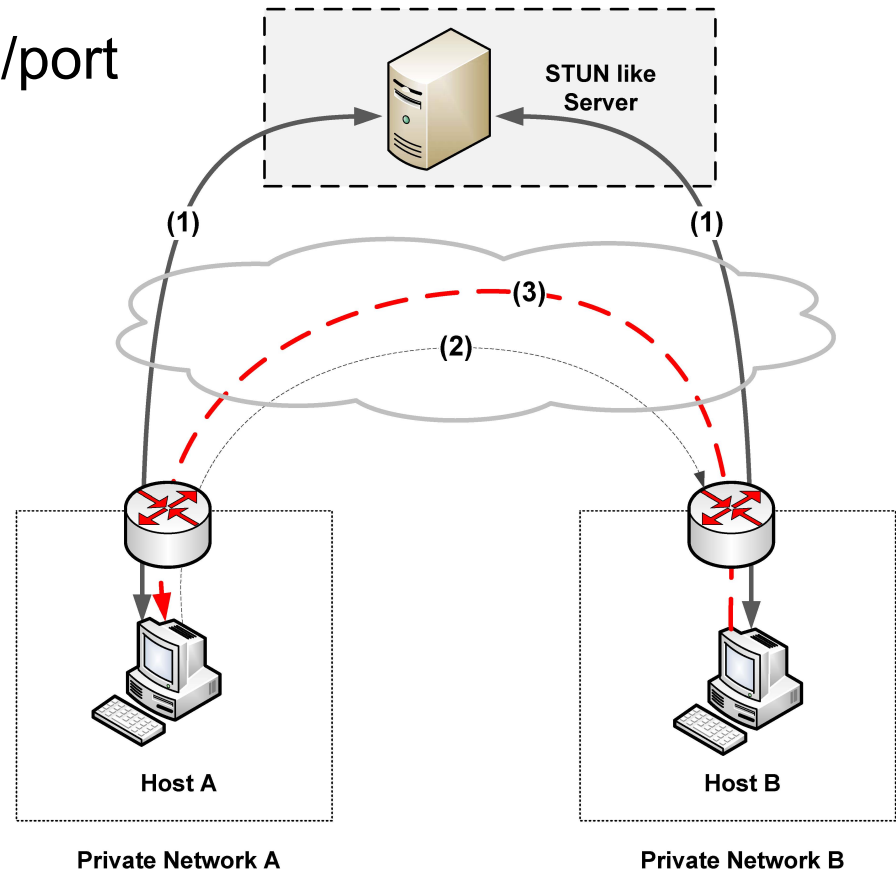 /port
STUN like
Server
(1)
(1)
(3)
(2)
Host A
Host B
Private Network A
Private Network B